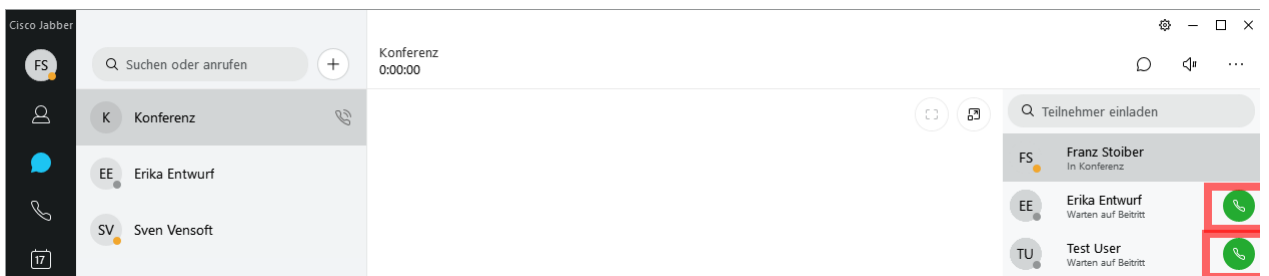 Cisco Jabber
FS
Suchen oder anrufen
K
Konferenz
EE
Erika Entwurf
SV
Sven Vensoft
17
Konferenz
0:00:00
Teilnehmer einladen
FS
Franz Stoiber
In Konferenz
EE
Erika Entwurf
Warten auf Beitritt
TU
Test User
Warten auf Beitritt